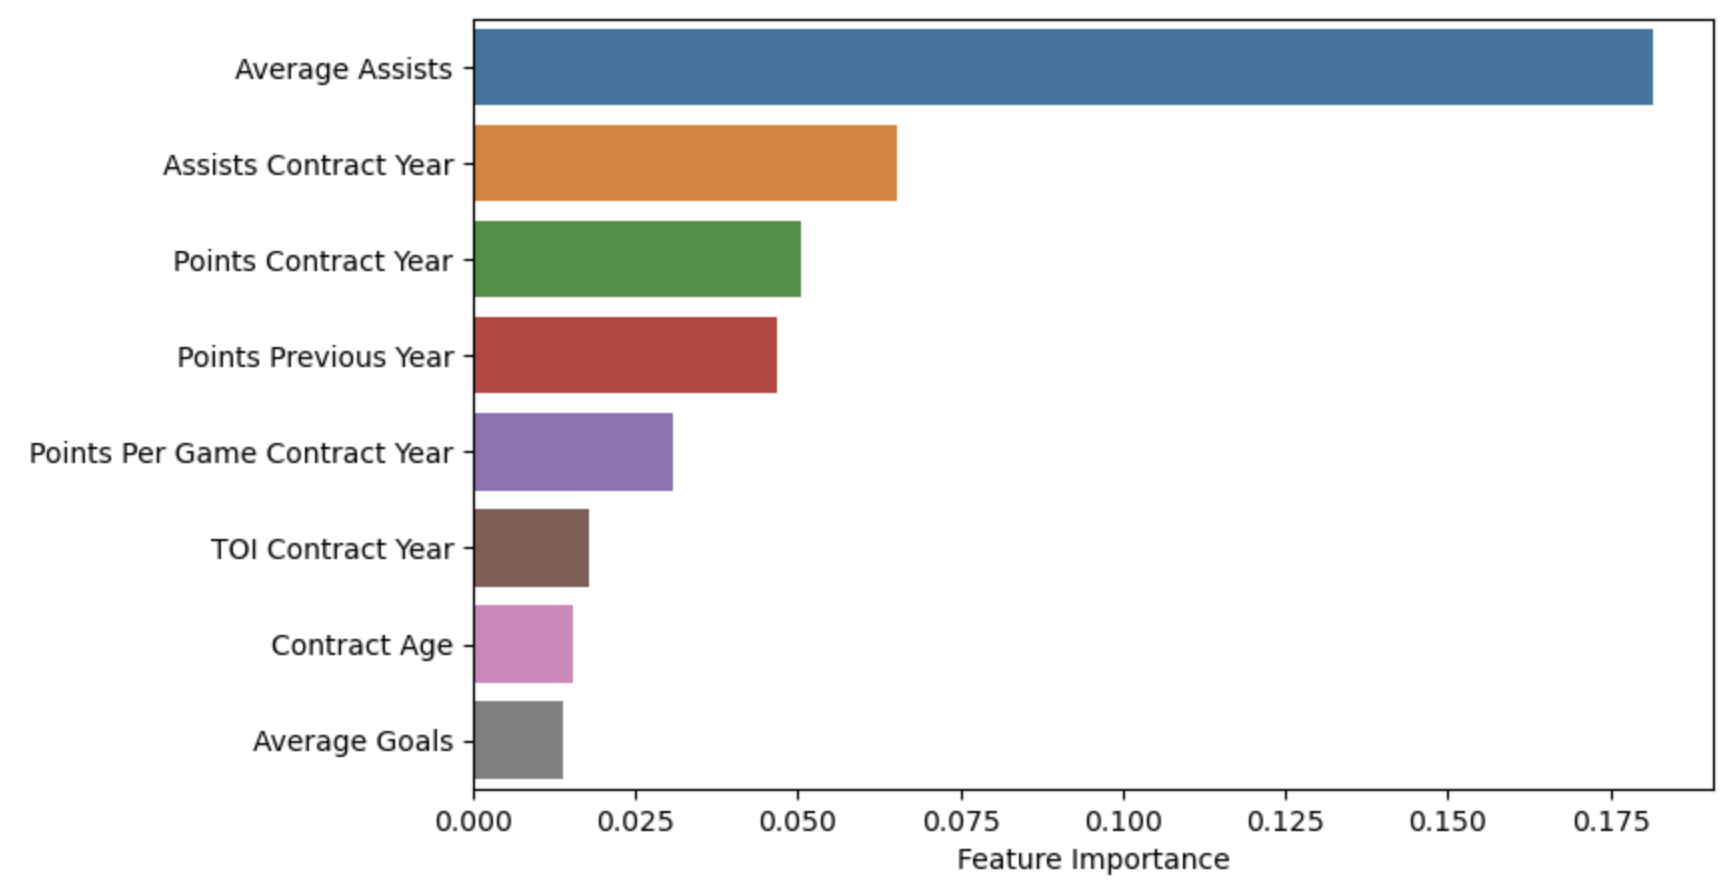 Average Assists
Assists Contract Year
Points Contract Year
Points Previous Year
Points Per Game Contract Year
TOI Contract Year
Contract Age
Average Goals
0.000 0.025 0.050 0.075 0.100 0.125 0.150 0.175
Feature Importance